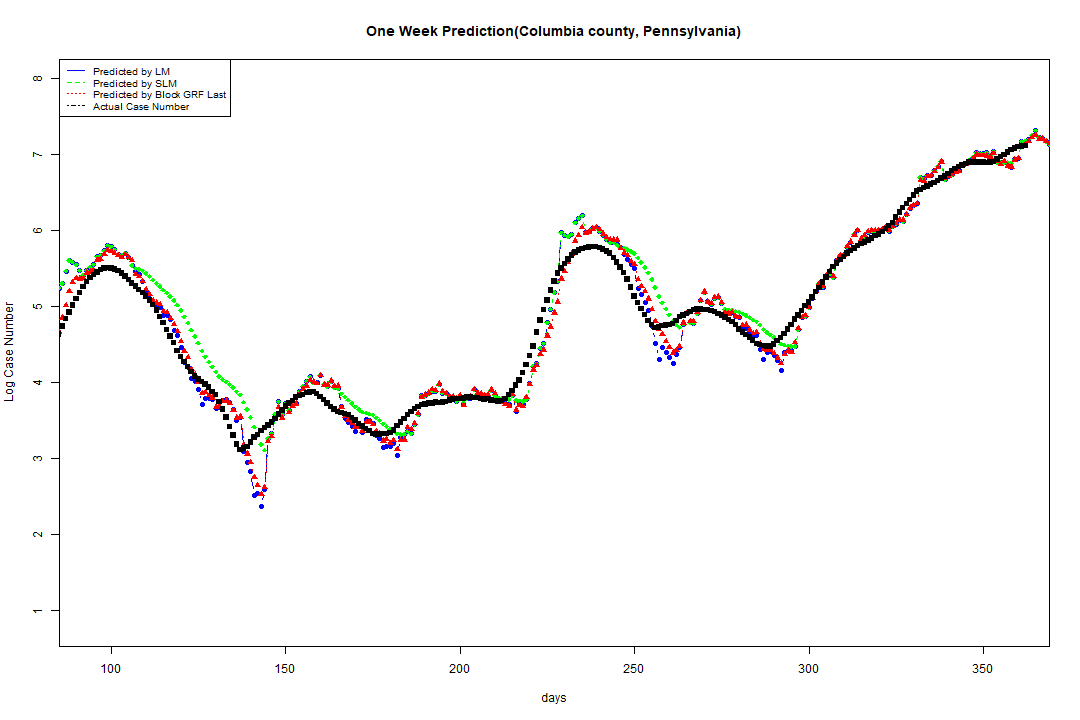 One Week Prediction(Columbia county, Pennsylvania)
Predicted by LM
Predicted by SLM
Predicted by Block GRF Last
Actual Case Number
8
7
6
5
4
3
2
1
Log Case Number
100 150 200 250 300 350
days